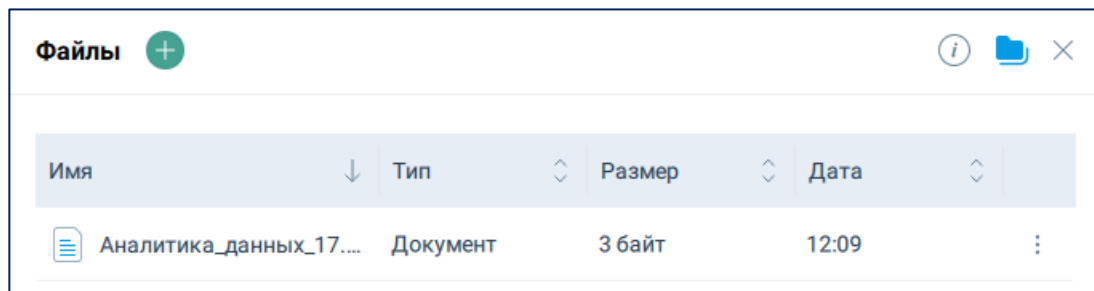 Файлы
Имя Тип Размер Дата
Аналитика_данных_17.... Документ 3 байт 12:09